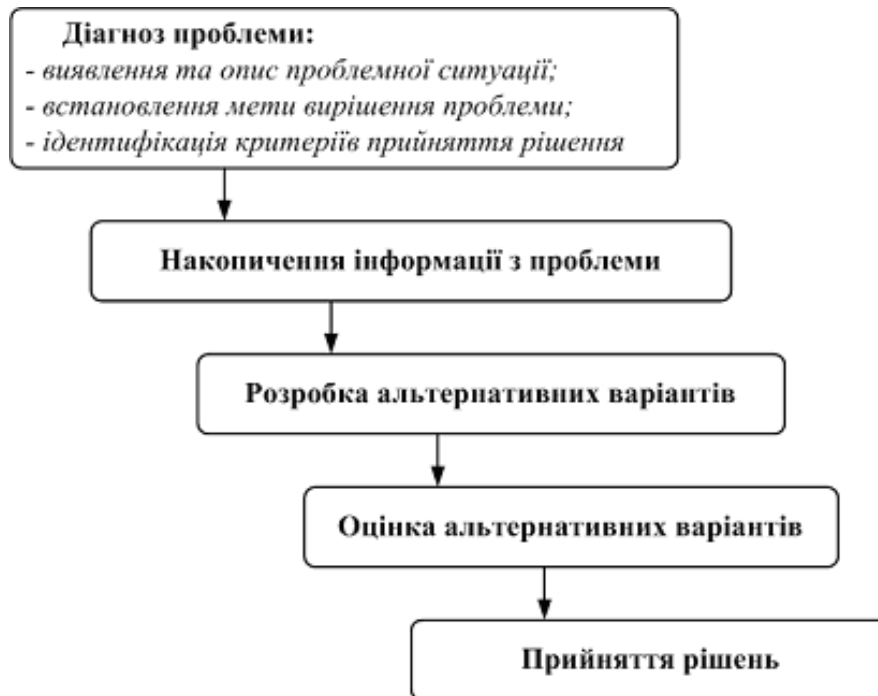 Діагноз проблеми:
- виявлення та опис проблемної ситуації;
- встановлення мети вирішення проблеми;
- ідентифікація критеріїв прийняття рішення
Накопичення інформації з проблеми
Розробка альтернативних варіантів
Оцінка альтернативних варіантів
Прийняття рішень